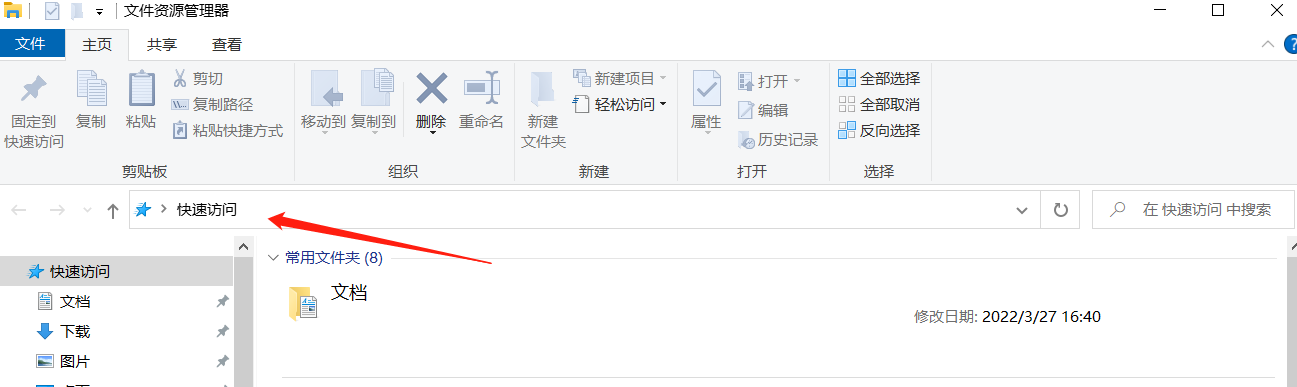 文件资源管理器
文件 主页 共享 查看
固定到
快速访问
复制
粘贴
剪切
复制路径
粘贴快捷方式
剪贴板
移动到 复制到 删除 重命名
组织
新建
文件夹
新建项目
轻松访问
新建
属性
打开
编辑
历史记录
打开
全部选择
全部取消
反向选择
选择
快速访问
在 快速访问 中搜索
快速访问
文档
下载
图片
常用文件夹 (8)
文档
修改日期: 2022/3/27 16:40